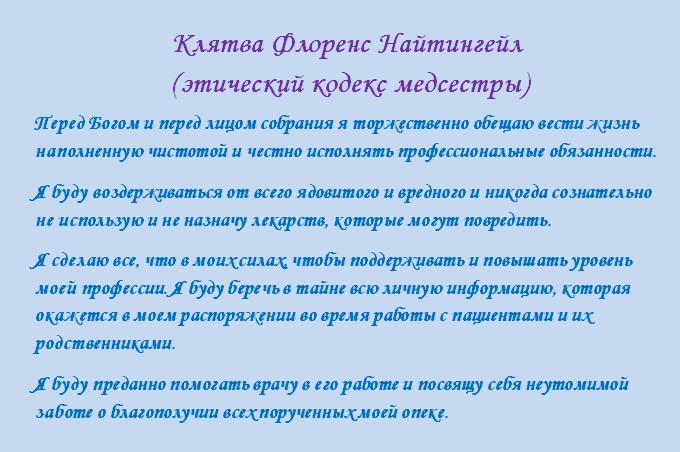 Клятва Флоренс Найтингейл
(этический кодекс медсестры)
Перед Богом и перед лицом собрания я торжественно обещаю вести жизнь
наполненную чистотой и честно исполнять профессиональные обязанности.
Я буду воздерживаться от всего ядовитого и вредного и никогда сознательно
не использую и не назначу лекарств, которые могут повредить.
Я сделаю все, что в моих силах, чтобы поддерживать и повышать уровень
моей профессии. Я буду беречь в тайне всю личную информацию, которая
окажется в моем распоряжении во время работы с пациентами и их
родственниками.
Я буду преданно помогать врачу в его работе и посвящу себя неутомимой
заботе о благополучии всех порученных моей опеке.